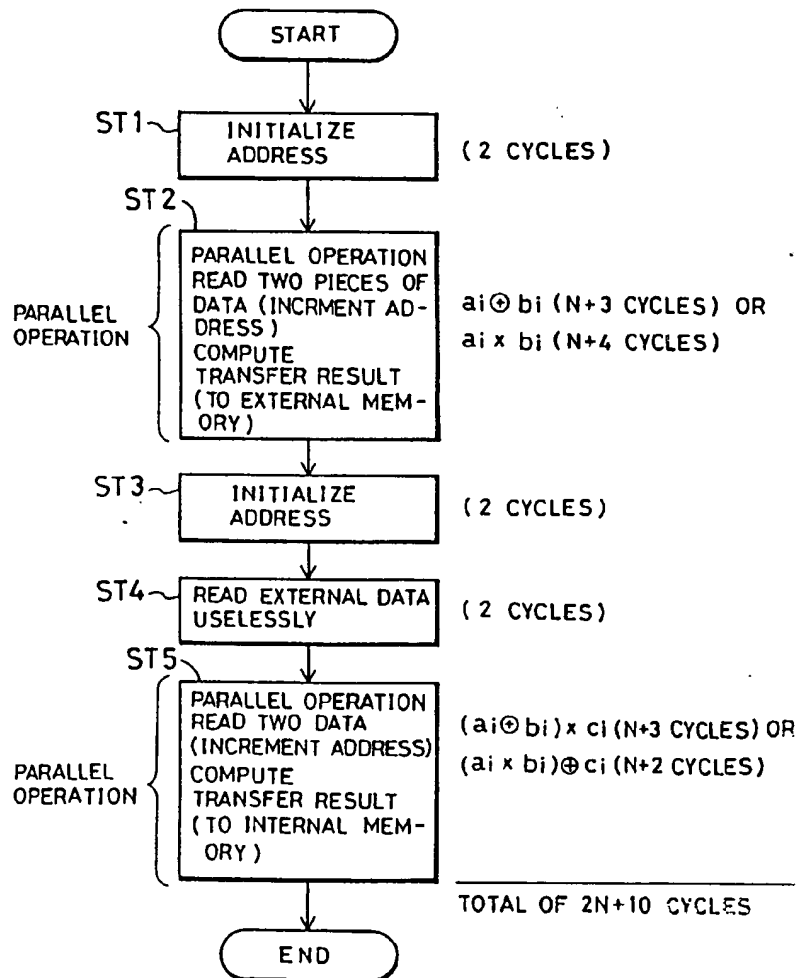 START
ST1
INITIALIZE
ADDRESS
(2 CYCLES)
ST2
PARALLEL
OPERATION
PARALLEL OPERATION
READ TWO PIECES OF
DATA (INCRMENT AD-
DRESS)
COMPUTE
TRANSFER RESULT
(TO EXTERNAL MEM-
ORY)
ai⊕bi (N+3 CYCLES) OR
ai x bi (N+4 CYCLES)
ST3
INITIALIZE
ADDRESS
(2 CYCLES)
ST4
READ EXTERNAL DATA
USELESSLY
(2 CYCLES)
ST5
PARALLEL
OPERATION
PARALLEL OPERATION
READ TWO DATA
(INCREMENT ADDRESS)
COMPUTE
TRANSFER RESULT
(TO INTERNAL MEM-
ORY)
(ai⊕bi) x ci (N+3 CYCLES) OR
(ai x bi)⊕ci (N+2 CYCLES)
TOTAL OF 2N+10 CYCLES
END